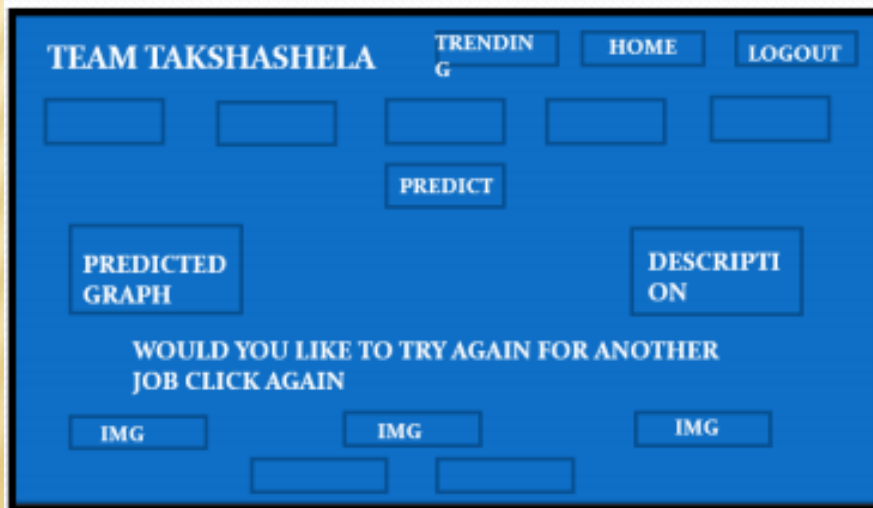 TEAM TAKSHASHELA
TRENDIN
G
HOME
LOGOUT
PREDICT
PREDICTED
GRAPH
DESCRIPTI
ON
WOULD YOU LIKE TO TRY AGAIN FOR ANOTHER
JOB CLICK AGAIN
IMG
IMG
IMG